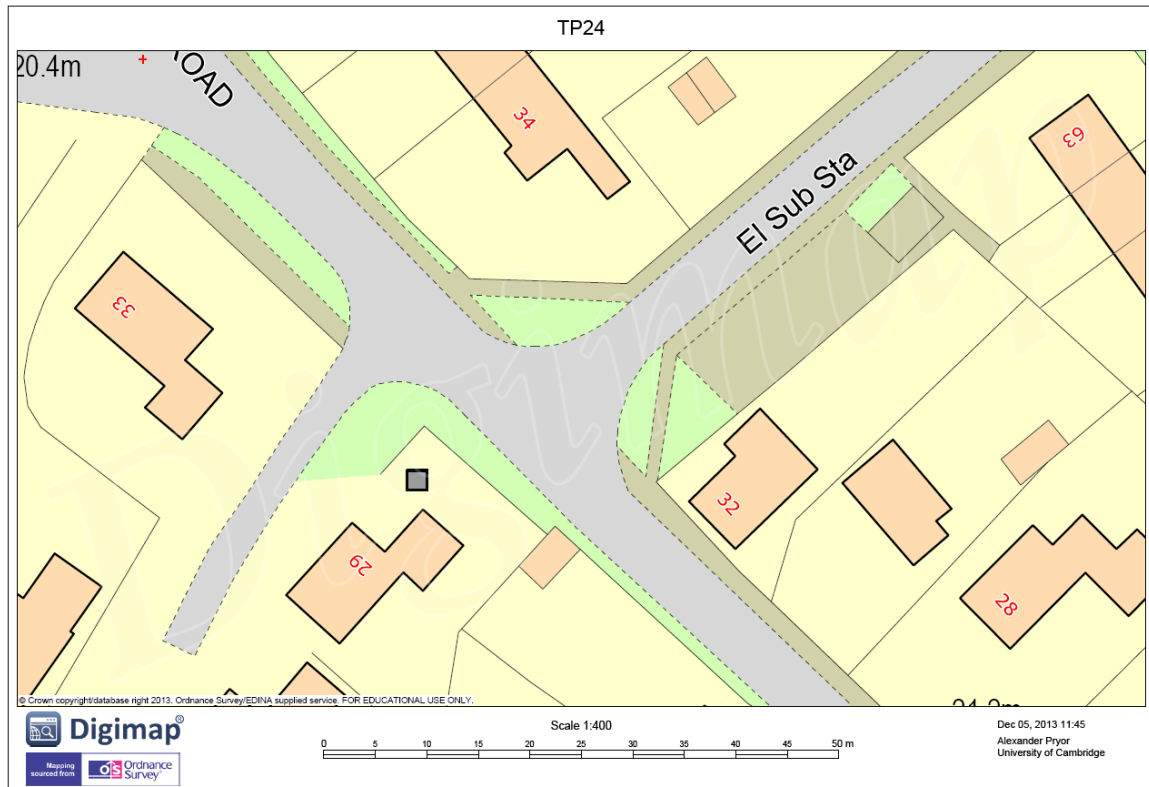 TP24
20.4m
ROAD
34
El Sub Sta
63
33
32
29
28
Digimap
© Crown copyright/database right 2013. Ordnance Survey/EDINA supplied service. FOR EDUCATIONAL USE ONLY.
Digimap®
Mapping sourced from
OS Ordnance Survey®
Scale 1:400
0 5 10 15 20 25 30 35 40 45 50 m
Dec 05, 2013 11:45
Alexander Pryor
University of Cambridge